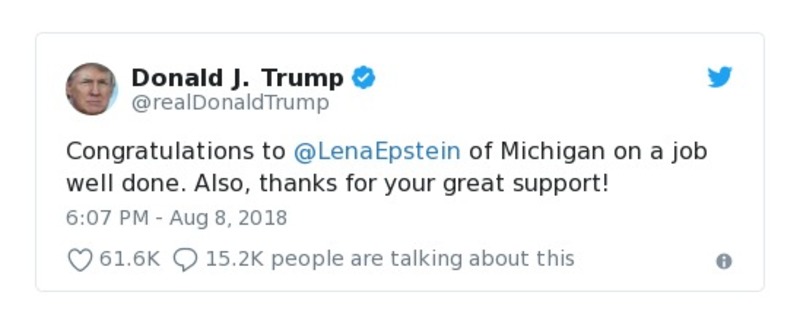 Donald J. Trump
@realDonaldTrump
Congratulations to @LenaEpstein of Michigan on a job
well done. Also, thanks for your great support!
6:07 PM - Aug 8, 2018
61.6K 15.2K people are talking about this